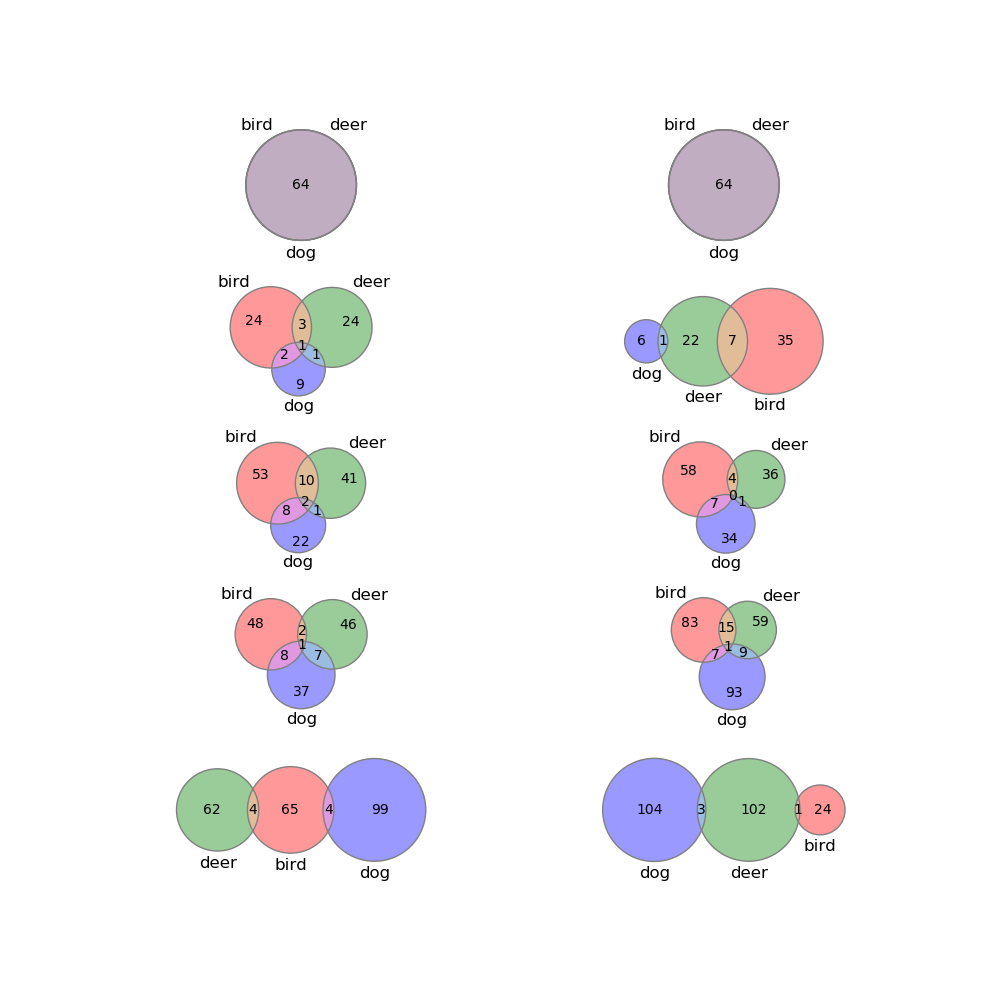 bird deer bird deer
64 64
dog dog
bird deer
24 3 24
1
2 1
9
dog
6 1 22 7 35
dog
deer
bird
bird deer
53 10 41
2
8 1
22
dog
bird deer
58 4 36
0
7 1
34
dog
bird deer
48 2 46
1
8 7
37
dog
bird deer
83 15 59
1
7 9
93
dog
62 4 65 4 99
deer bird dog
104 3 102 1 24
bird
dog deer